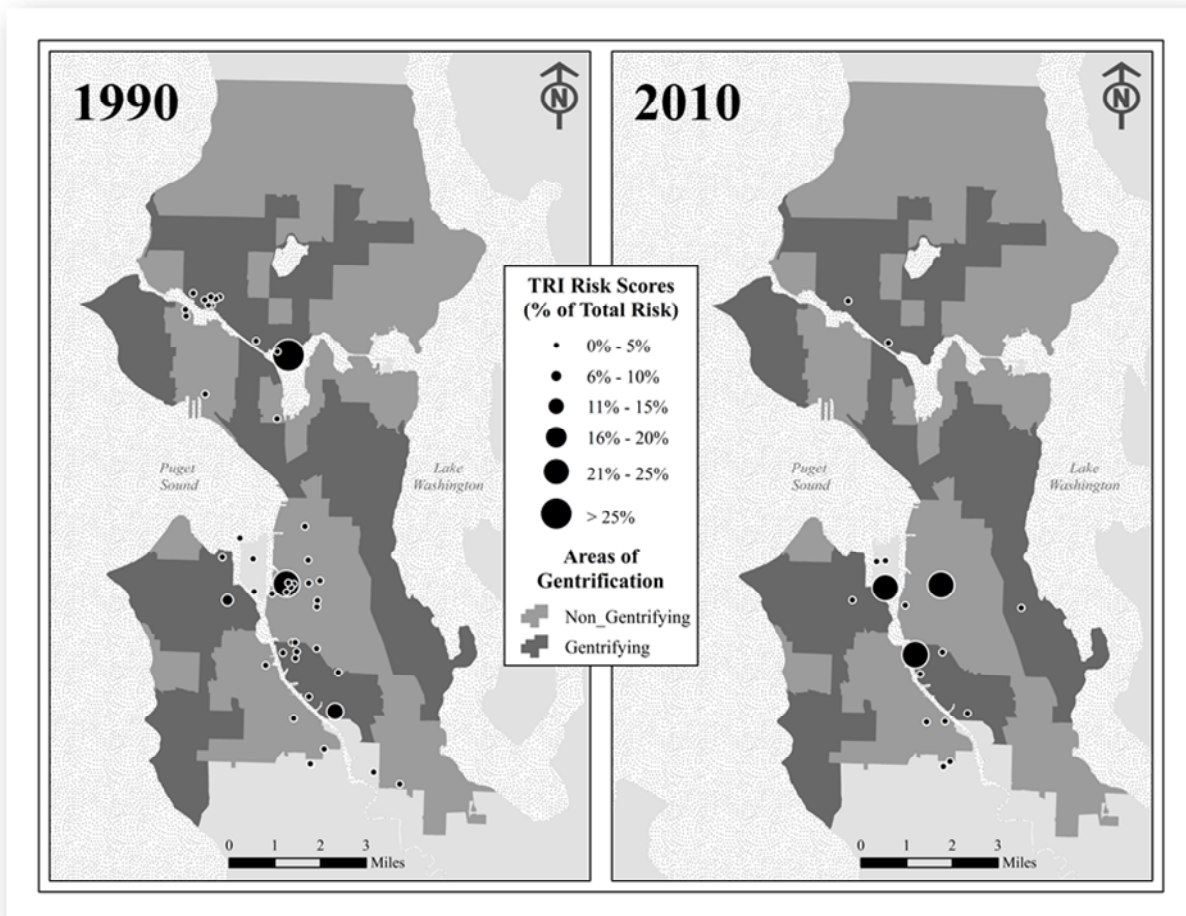 1990
N
2010
N
TRI Risk Scores
(% of Total Risk)
0% - 5%
6% - 10%
11% - 15%
16% - 20%
21% - 25%
> 25%
Areas of
Gentrification
Non_Gentrifying
Gentrifying
Puget
Sound
Lake
Washington
Puget
Sound
Lake
Washington
0 1 2 3
Miles
0 1 2 3
Miles